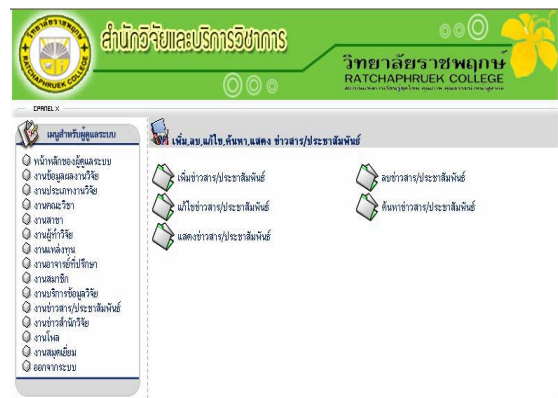 สำนักวิจัยและบริการวิชาการ
วิทยาลัยราชพฤกษ์
RATCHAPHRUEK COLLEGE
RATCHAPHRUEK COLLEGE
CPANEL X
เมนูสำหรับผู้ดูแลระบบ
หน้าหลักของผู้ดูแลระบบ
งานข้อมูลผลงานวิจัย
งานประเภทงานวิจัย
งานคณะวิชา
งานสาขา
งานผู้ทำวิจัย
งานแหล่งทุน
งานอาจารย์ที่ปรึกษา
งานสมาชิก
งานบริการข้อมูลวิจัย
งานข่าวสาร/ประชาสัมพันธ์
งานข่าวสำนักวิจัย
งานโพล
งานสมุดเยี่ยม
ออกจากระบบ
เพิ่ม,ลบ,แก้ไข,ค้นหา,แสดง ข่าวสาร/ประชาสัมพันธ์
เพิ่มข่าวสาร/ประชาสัมพันธ์
ลบข่าวสาร/ประชาสัมพันธ์
แก้ไขข่าวสาร/ประชาสัมพันธ์
ค้นหาข่าวสาร/ประชาสัมพันธ์
แสดงข่าวสาร/ประชาสัมพันธ์